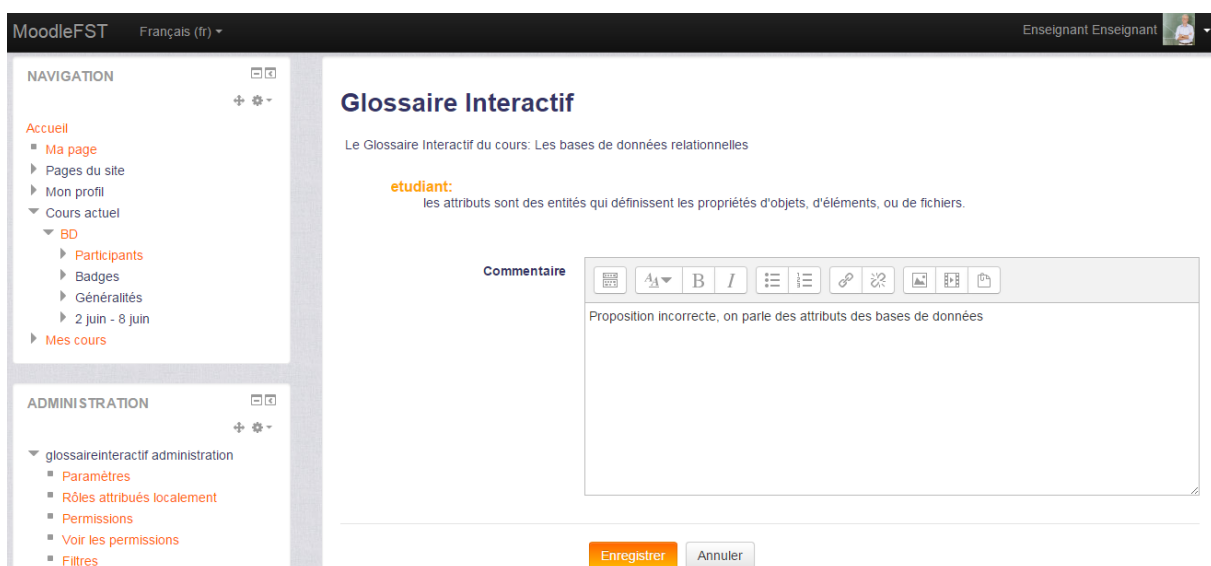 MoodleFST Français (fr) Enseignant Enseignant
NAVIGATION
Accueil
Ma page
Pages du site
Mon profil
Cours actuel
BD
Participants
Badges
Généralités
2 juin - 8 juin
Mes cours
ADMINISTRATION
glossaireinteractif administration
Paramètres
Rôles attribués localement
Permissions
Voir les permissions
Filtres
Glossaire Interactif
Le Glossaire Interactif du cours: Les bases de données relationnelles
etudiant:
les attributs sont des entités qui définissent les propriétés d'objets, d'éléments, ou de fichiers.
Commentaire
Proposition incorrecte, on parle des attributs des bases de données
Enregistrer Annuler